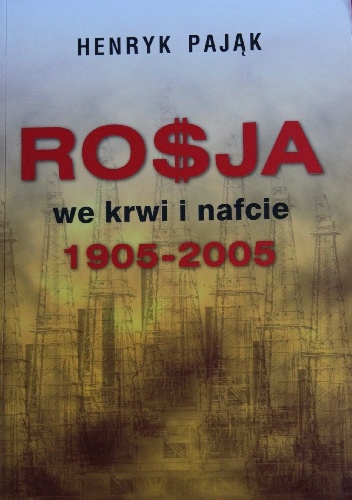 HENRYK PAJĄK
RO$JA
we krwi i nafcie
1905-2005